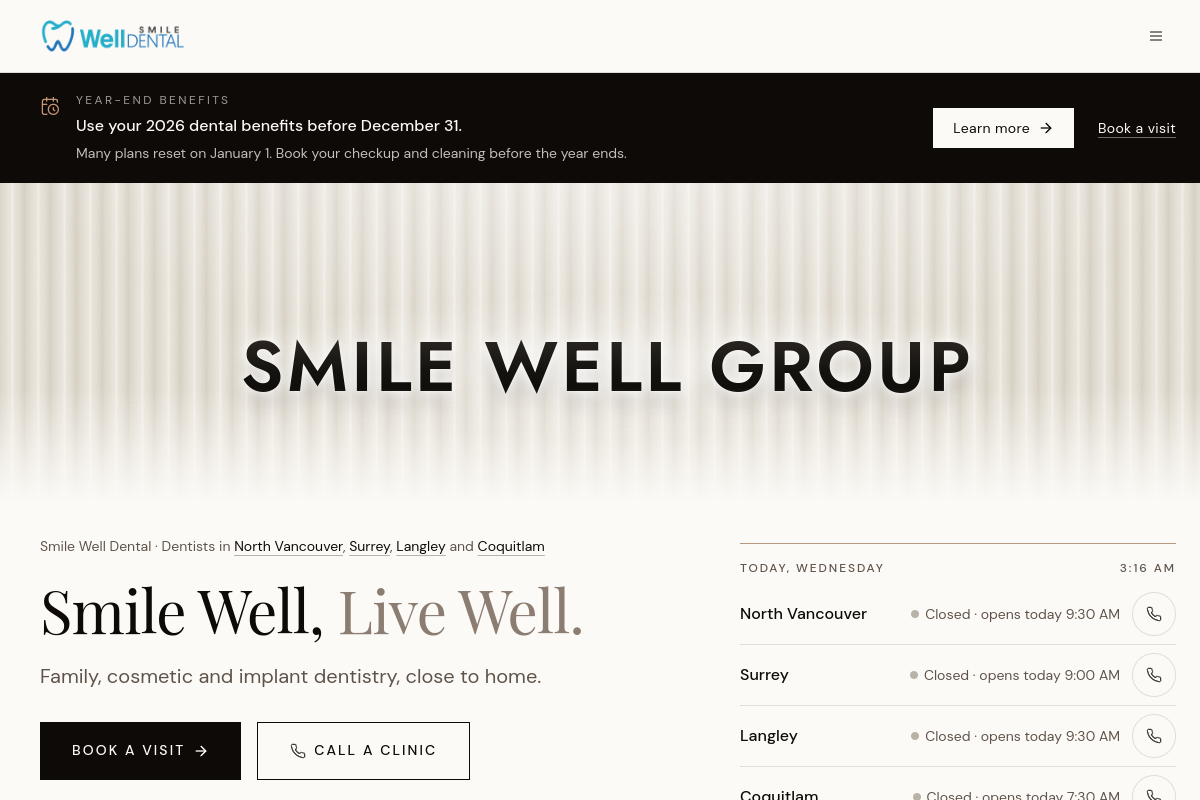 SMILE
Well DENTAL
YEAR-END BENEFITS
Use your 2026 dental benefits before December 31.
Many plans reset on January 1. Book your checkup and cleaning before the year ends.
Learn more
Book a visit
SMILE WELL GROUP
Smile Well Dental · Dentists in North Vancouver, Surrey, Langley and Coquitlam
Smile Well, Live Well.
Family, cosmetic and implant dentistry, close to home.
BOOK A VISIT
CALL A CLINIC
TODAY, WEDNESDAY 3:16 AM
North Vancouver Closed · opens today 9:30 AM
Surrey Closed · opens today 9:00 AM
Langley Closed · opens today 9:30 AM
Coquitlam Closed · opens today 7:30 AM